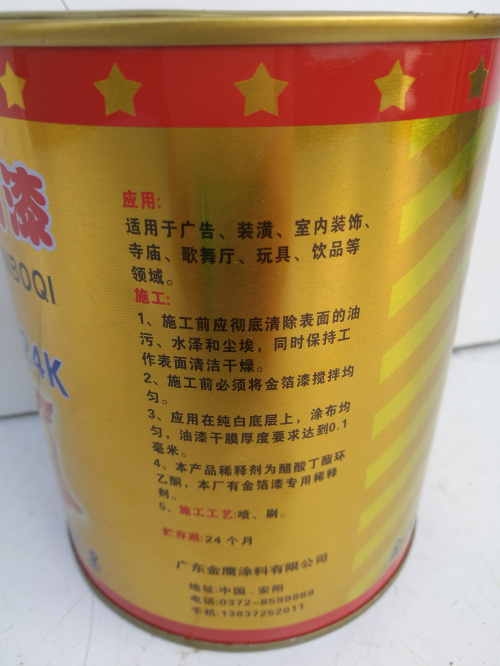 漆
BOQI
24K
应用:
适用于广告、装潢、室内装饰、
寺庙、歌舞厅、玩具、饮品等
领域。
施工:
1、施工前应彻底清除表面的油
污、水泽和尘埃，同时保持工
作表面清洁干燥。
2、施工前必须将金箔漆搅拌均
匀。
3、应用在纯白底层上，涂布均
匀，油漆干膜厚度要求达到0.1
毫米。
4、本产品稀释剂为醋酸丁酯环
乙酮，本厂有金箔漆专用稀释
剂。
5、施工工艺:喷、刷。
贮存期:24个月
广东金鹰涂料有限公司
地址:中国.安阳
电话:0372-8599889
手机:13837252011